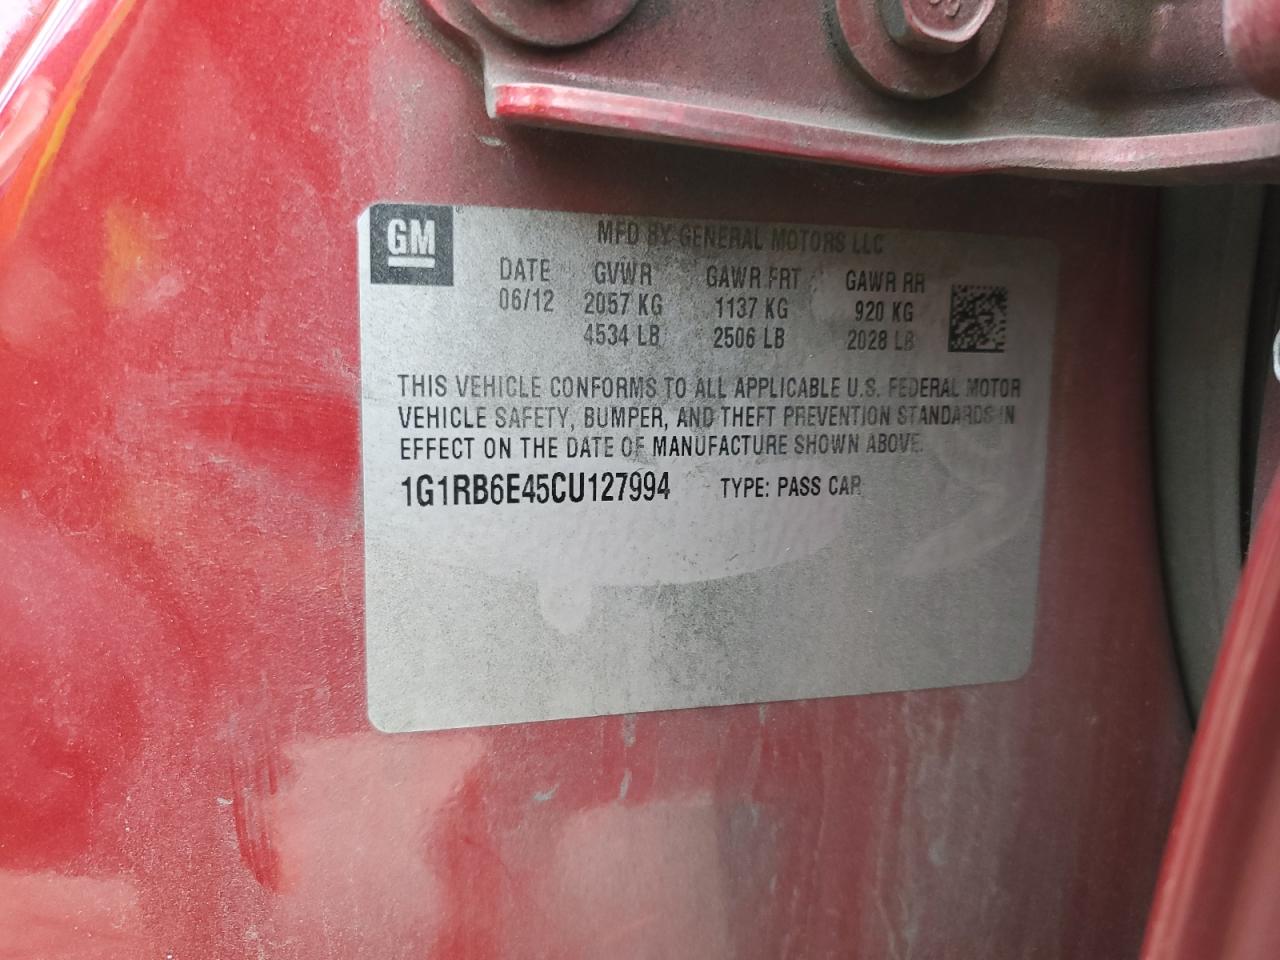 GM
MFD BY GENERAL MOTORS LLC
DATE GVWR GAWR FRT GAWR RR
06/12 2057 KG 1137 KG 920 KG
4534 LB 2506 LB 2028 LB
THIS VEHICLE CONFORMS TO ALL APPLICABLE U.S. FEDERAL MOTOR
VEHICLE SAFETY, BUMPER, AND THEFT PREVENTION STANDARDS IN
EFFECT ON THE DATE OF MANUFACTURE SHOWN ABOVE.
1G1RB6E45CU127994 TYPE: PASS CAR